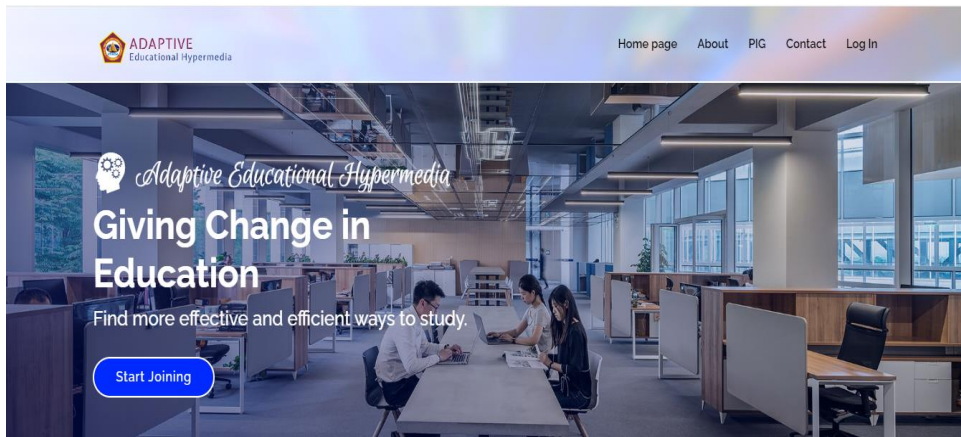 ADAPTIVE
Educational Hypermedia
Home page About PIG Contact Log In
Adaptive Educational Hypermedia
Giving Change in
Education
Find more effective and efficient ways to study.
Start Joining